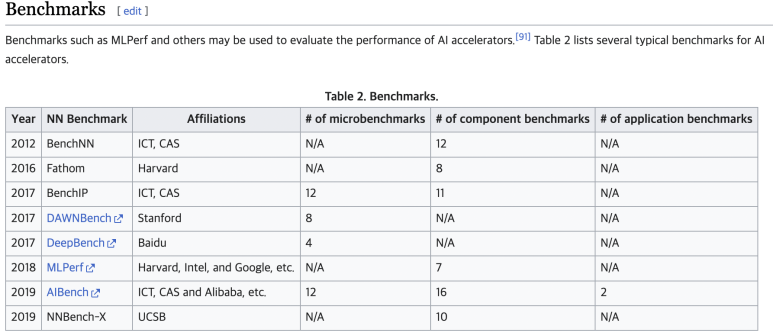 Benchmarks [ edit ]
Benchmarks such as MLPerf and others may be used to evaluate the performance of AI accelerators.[91] Table 2 lists several typical benchmarks for AI
accelerators.
Table 2. Benchmarks.
Year NN Benchmark Affiliations # of microbenchmarks # of component benchmarks # of application benchmarks
2012 BenchNN ICT, CAS N/A 12 N/A
2016 Fathom Harvard N/A 8 N/A
2017 BenchIP ICT, CAS 12 11 N/A
2017 DAWNBench Stanford 8 N/A N/A
2017 DeepBench Baidu 4 N/A N/A
2018 MLPerf Harvard, Intel, and Google, etc. N/A 7 N/A
2019 AIBench ICT, CAS and Alibaba, etc. 12 16 2
2019 NNBench-X UCSB N/A 10 N/A